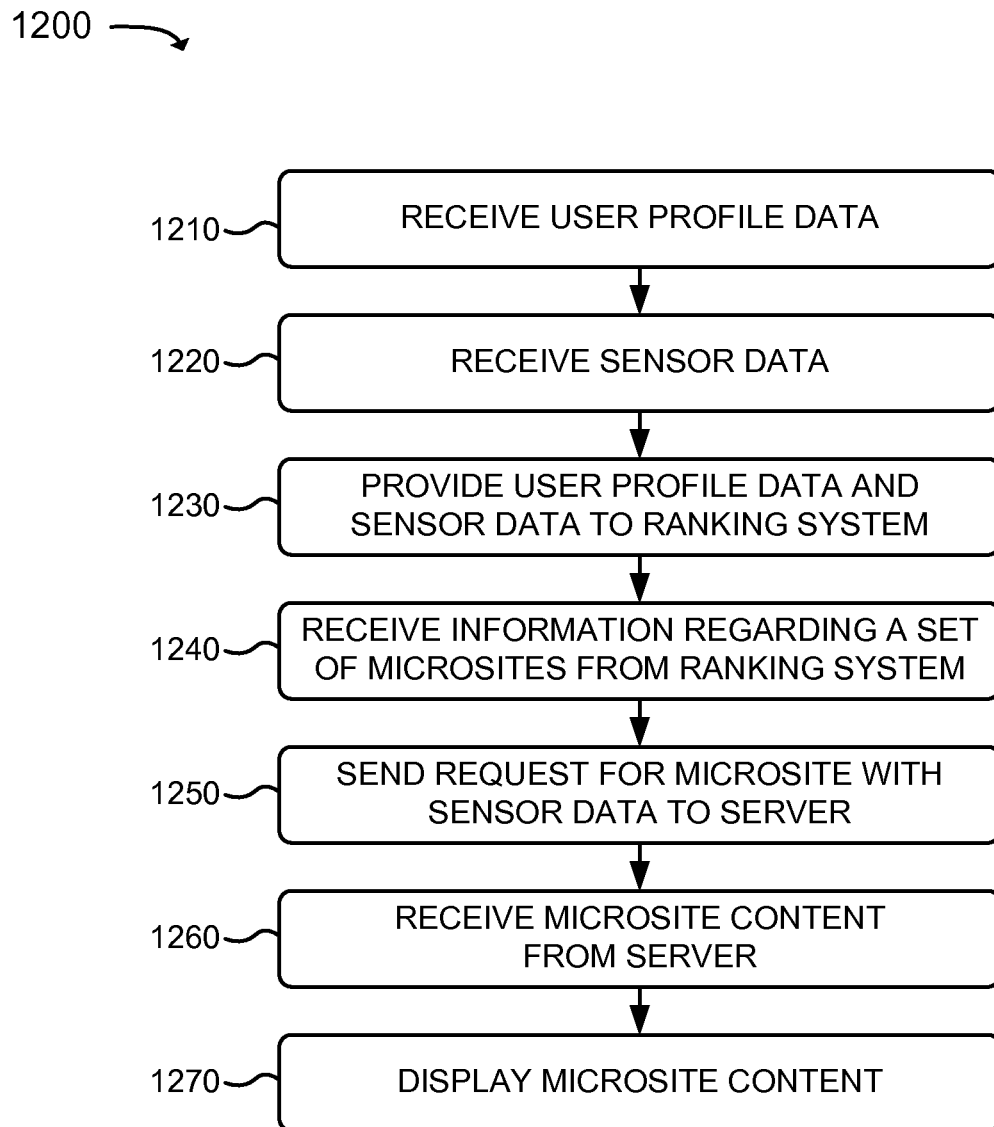 1200
1210
RECEIVE USER PROFILE DATA
1220
RECEIVE SENSOR DATA
1230
PROVIDE USER PROFILE DATA AND
SENSOR DATA TO RANKING SYSTEM
1240
RECEIVE INFORMATION REGARDING A SET
OF MICROSITES FROM RANKING SYSTEM
1250
SEND REQUEST FOR MICROSITE WITH
SENSOR DATA TO SERVER
1260
RECEIVE MICROSITE CONTENT
FROM SERVER
1270
DISPLAY MICROSITE CONTENT